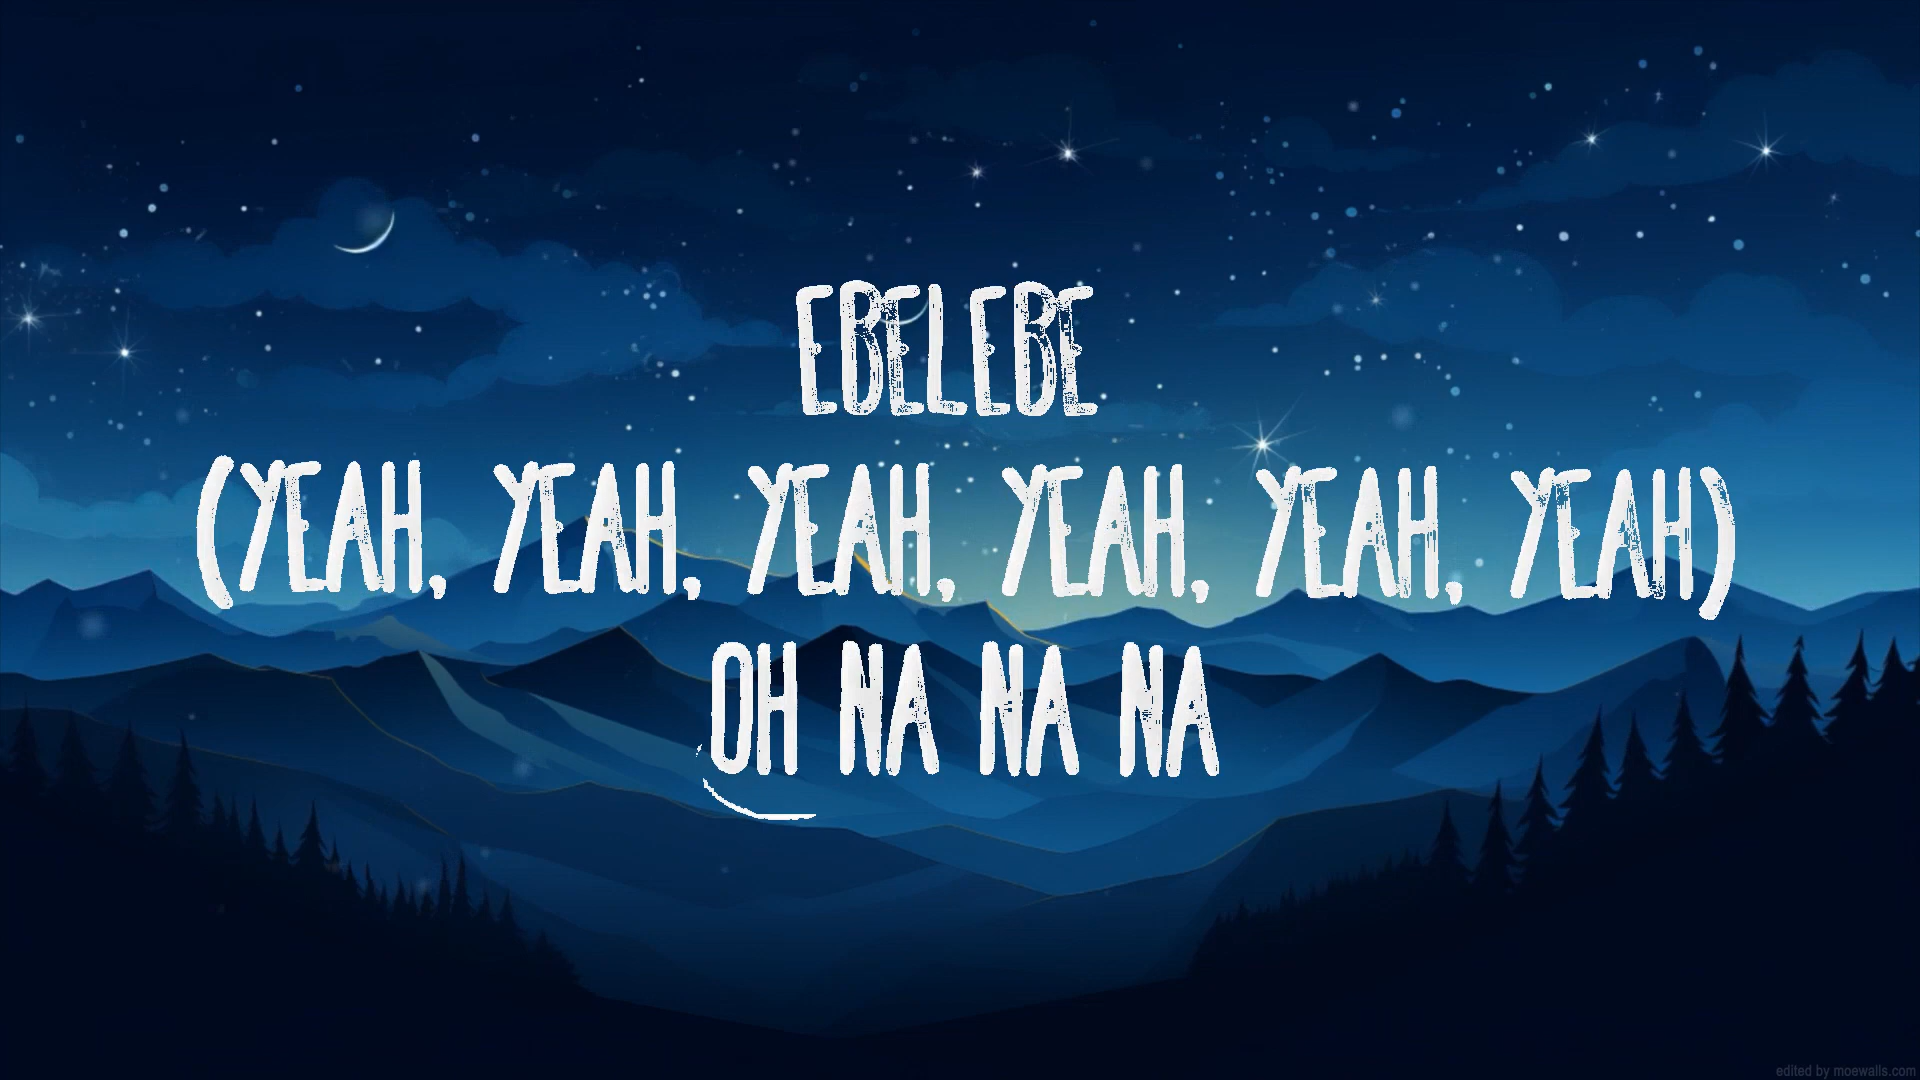 EBELEBE
(YEAH, YEAH, YEAH, YEAH, YEAH, YEAH)
OH NA NA NA
edited by moewalls.com